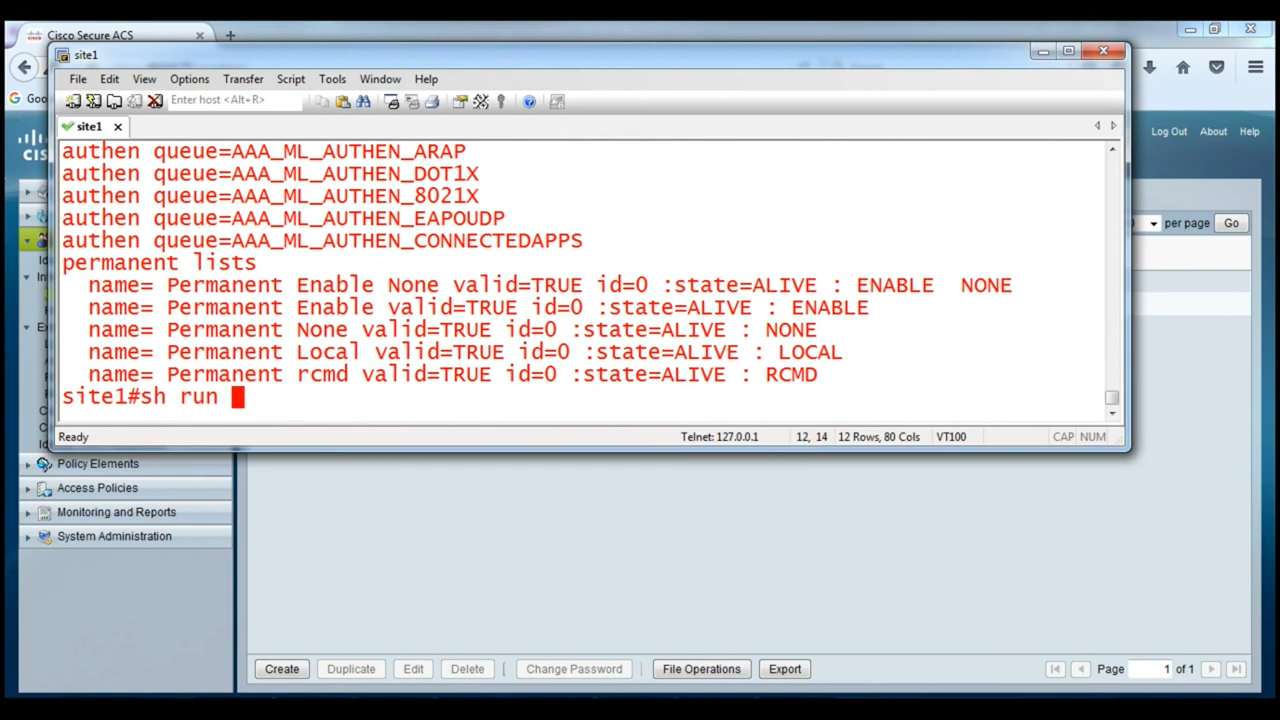 Cisco Secure ACS
site1
File Edit View Options Transfer Script Tools Window Help
Enter host <Alt+R>
site1
Log Out About Help
authen queue=AAA_ML_AUTHEN_ARAP
authen queue=AAA_ML_AUTHEN_DOT1X
authen queue=AAA_ML_AUTHEN_8021X
authen queue=AAA_ML_AUTHEN_EAPOUDP
authen queue=AAA_ML_AUTHEN_CONNECTEDAPPS
permanent lists
name= Permanent Enable None valid=TRUE id=0 :state=ALIVE : ENABLE NONE
name= Permanent Enable valid=TRUE id=0 :state=ALIVE : ENABLE
name= Permanent None valid=TRUE id=0 :state=ALIVE : NONE
name= Permanent Local valid=TRUE id=0 :state=ALIVE : LOCAL
name= Permanent rcmd valid=TRUE id=0 :state=ALIVE : RCMD
site1#sh run
per page Go
Ready Telnet: 127.0.0.1 12, 14 12 Rows, 80 Cols VT100 CAP NUM
Policy Elements
Access Policies
Monitoring and Reports
System Administration
Create Duplicate Edit Delete Change Password File Operations Export Page 1 of 1